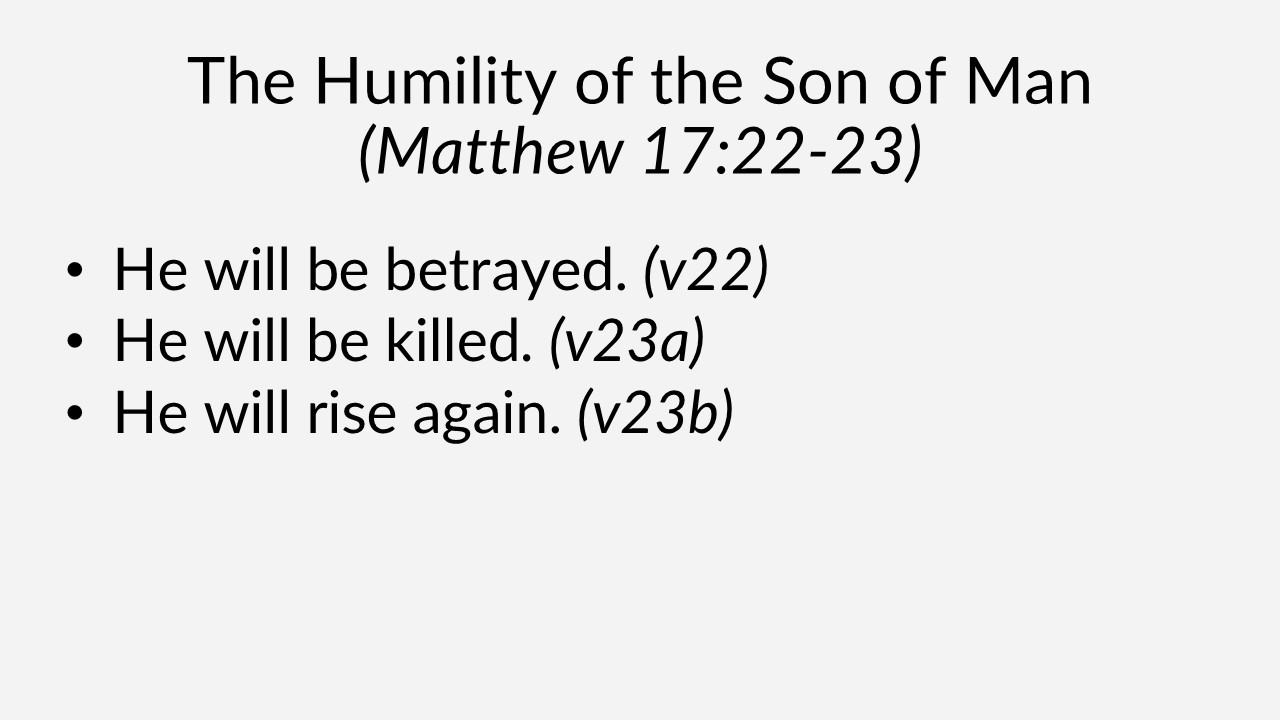 The Humility of the Son of Man
(Matthew 17:22-23)
• He will be betrayed. (v22)
• He will be killed. (v23a)
• He will rise again. (v23b)